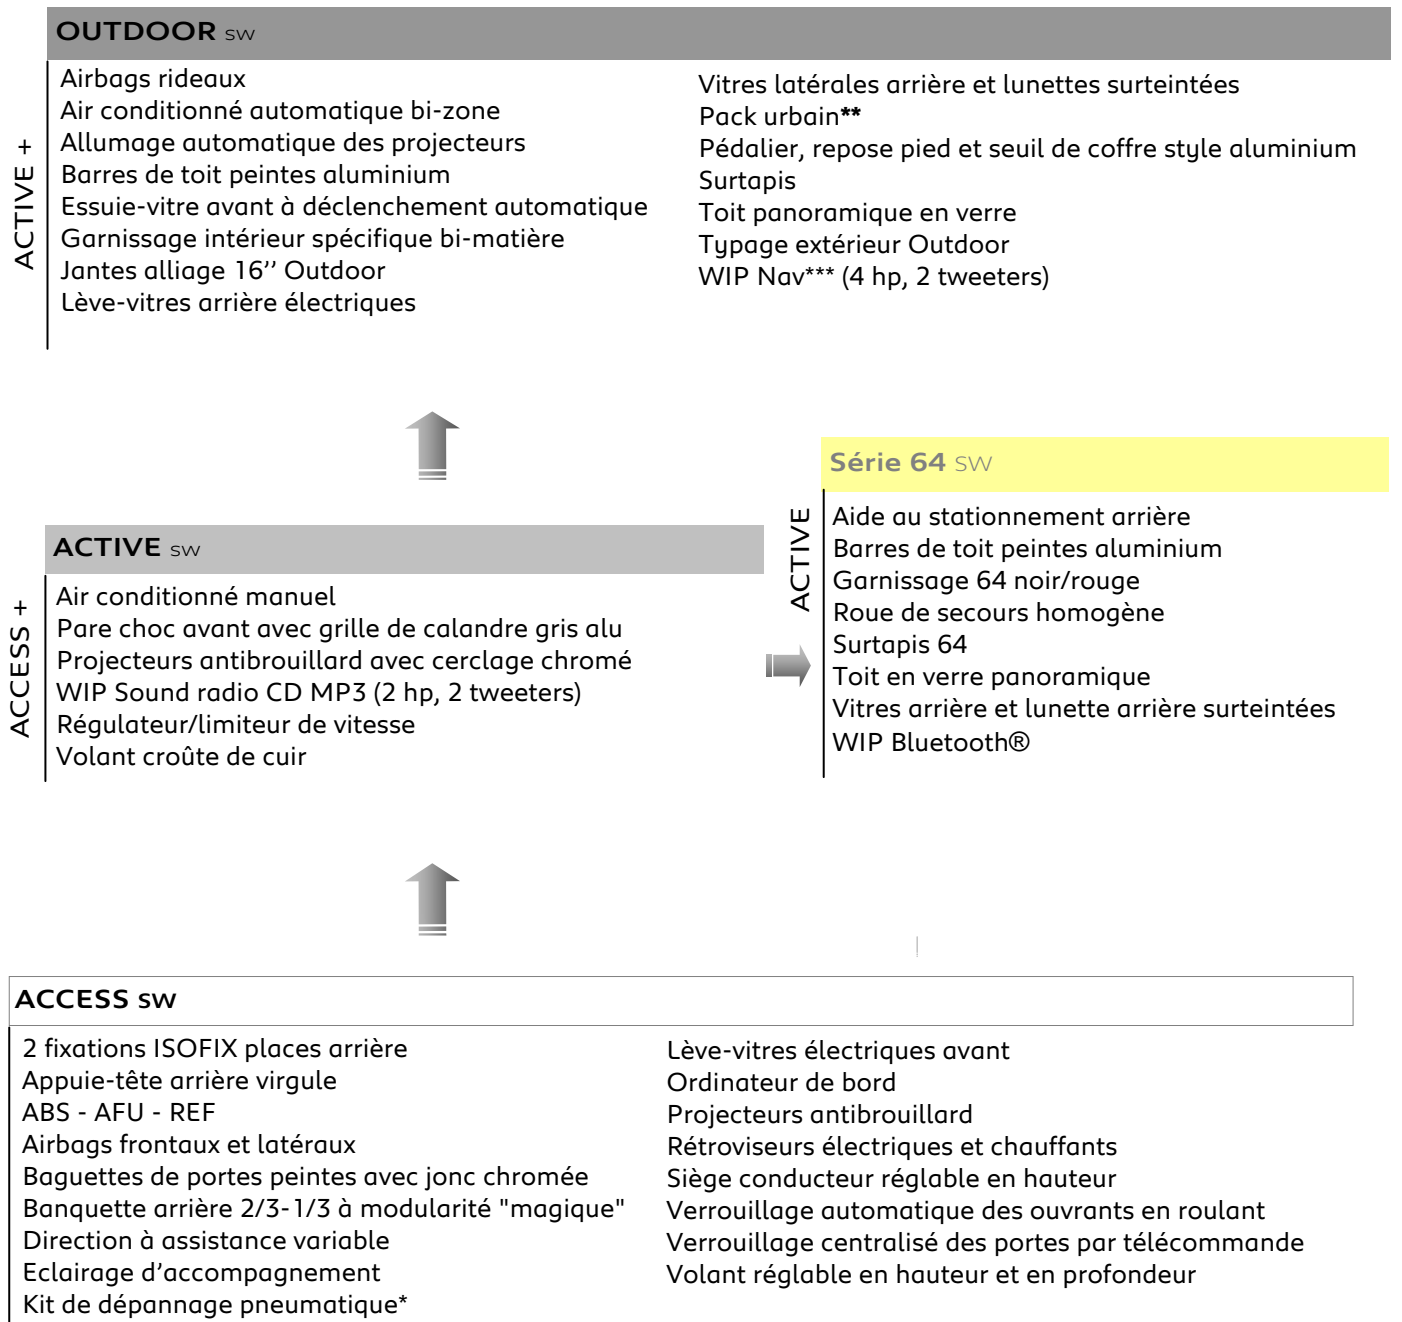 OUTDOOR SW
ACTIVE +
Airbags rideaux
Air conditionné automatique bi-zone
Allumage automatique des projecteurs
Barres de toit peintes aluminium
Essuie-vitre avant à déclenchement automatique
Garnissage intérieur spécifique bi-matière
Jantes alliage 16’’ Outdoor
Lève-vitres arrière électriques
Vitres latérales arrière et lunettes surteintées
Pack urbain**
Pédalier, repose pied et seuil de coffre style aluminium
Surtapis
Toit panoramique en verre
Typage extérieur Outdoor
WIP Nav*** (4 hp, 2 tweeters)
ACTIVE SW
ACCESS +
Air conditionné manuel
Pare choc avant avec grille de calandre gris alu
Projecteurs antibrouillard avec cerclage chromé
WIP Sound radio CD MP3 (2 hp, 2 tweeters)
Régulateur/limiteur de vitesse
Volant croûte de cuir
Série 64 SW
ACTIVE
Aide au stationnement arrière
Barres de toit peintes aluminium
Garnissage 64 noir/rouge
Roue de secours homogène
Surtapis 64
Toit en verre panoramique
Vitres arrière et lunette arrière surteintées
WIP Bluetooth®
ACCESS SW
2 fixations ISOFIX places arrière
Appuie-tête arrière virgule
ABS - AFU - REF
Airbags frontaux et latéraux
Baguettes de portes peintes avec jonc chromée
Banquette arrière 2/3-1/3 à modularité "magique"
Direction à assistance variable
Eclairage d’accompagnement
Kit de dépannage pneumatique*
Lève-vitres électriques avant
Ordinateur de bord
Projecteurs antibrouillard
Rétroviseurs électriques et chauffants
Siège conducteur réglable en hauteur
Verrouillage automatique des ouvrants en roulant
Verrouillage centralisé des portes par télécommande
Volant réglable en hauteur et en profondeur